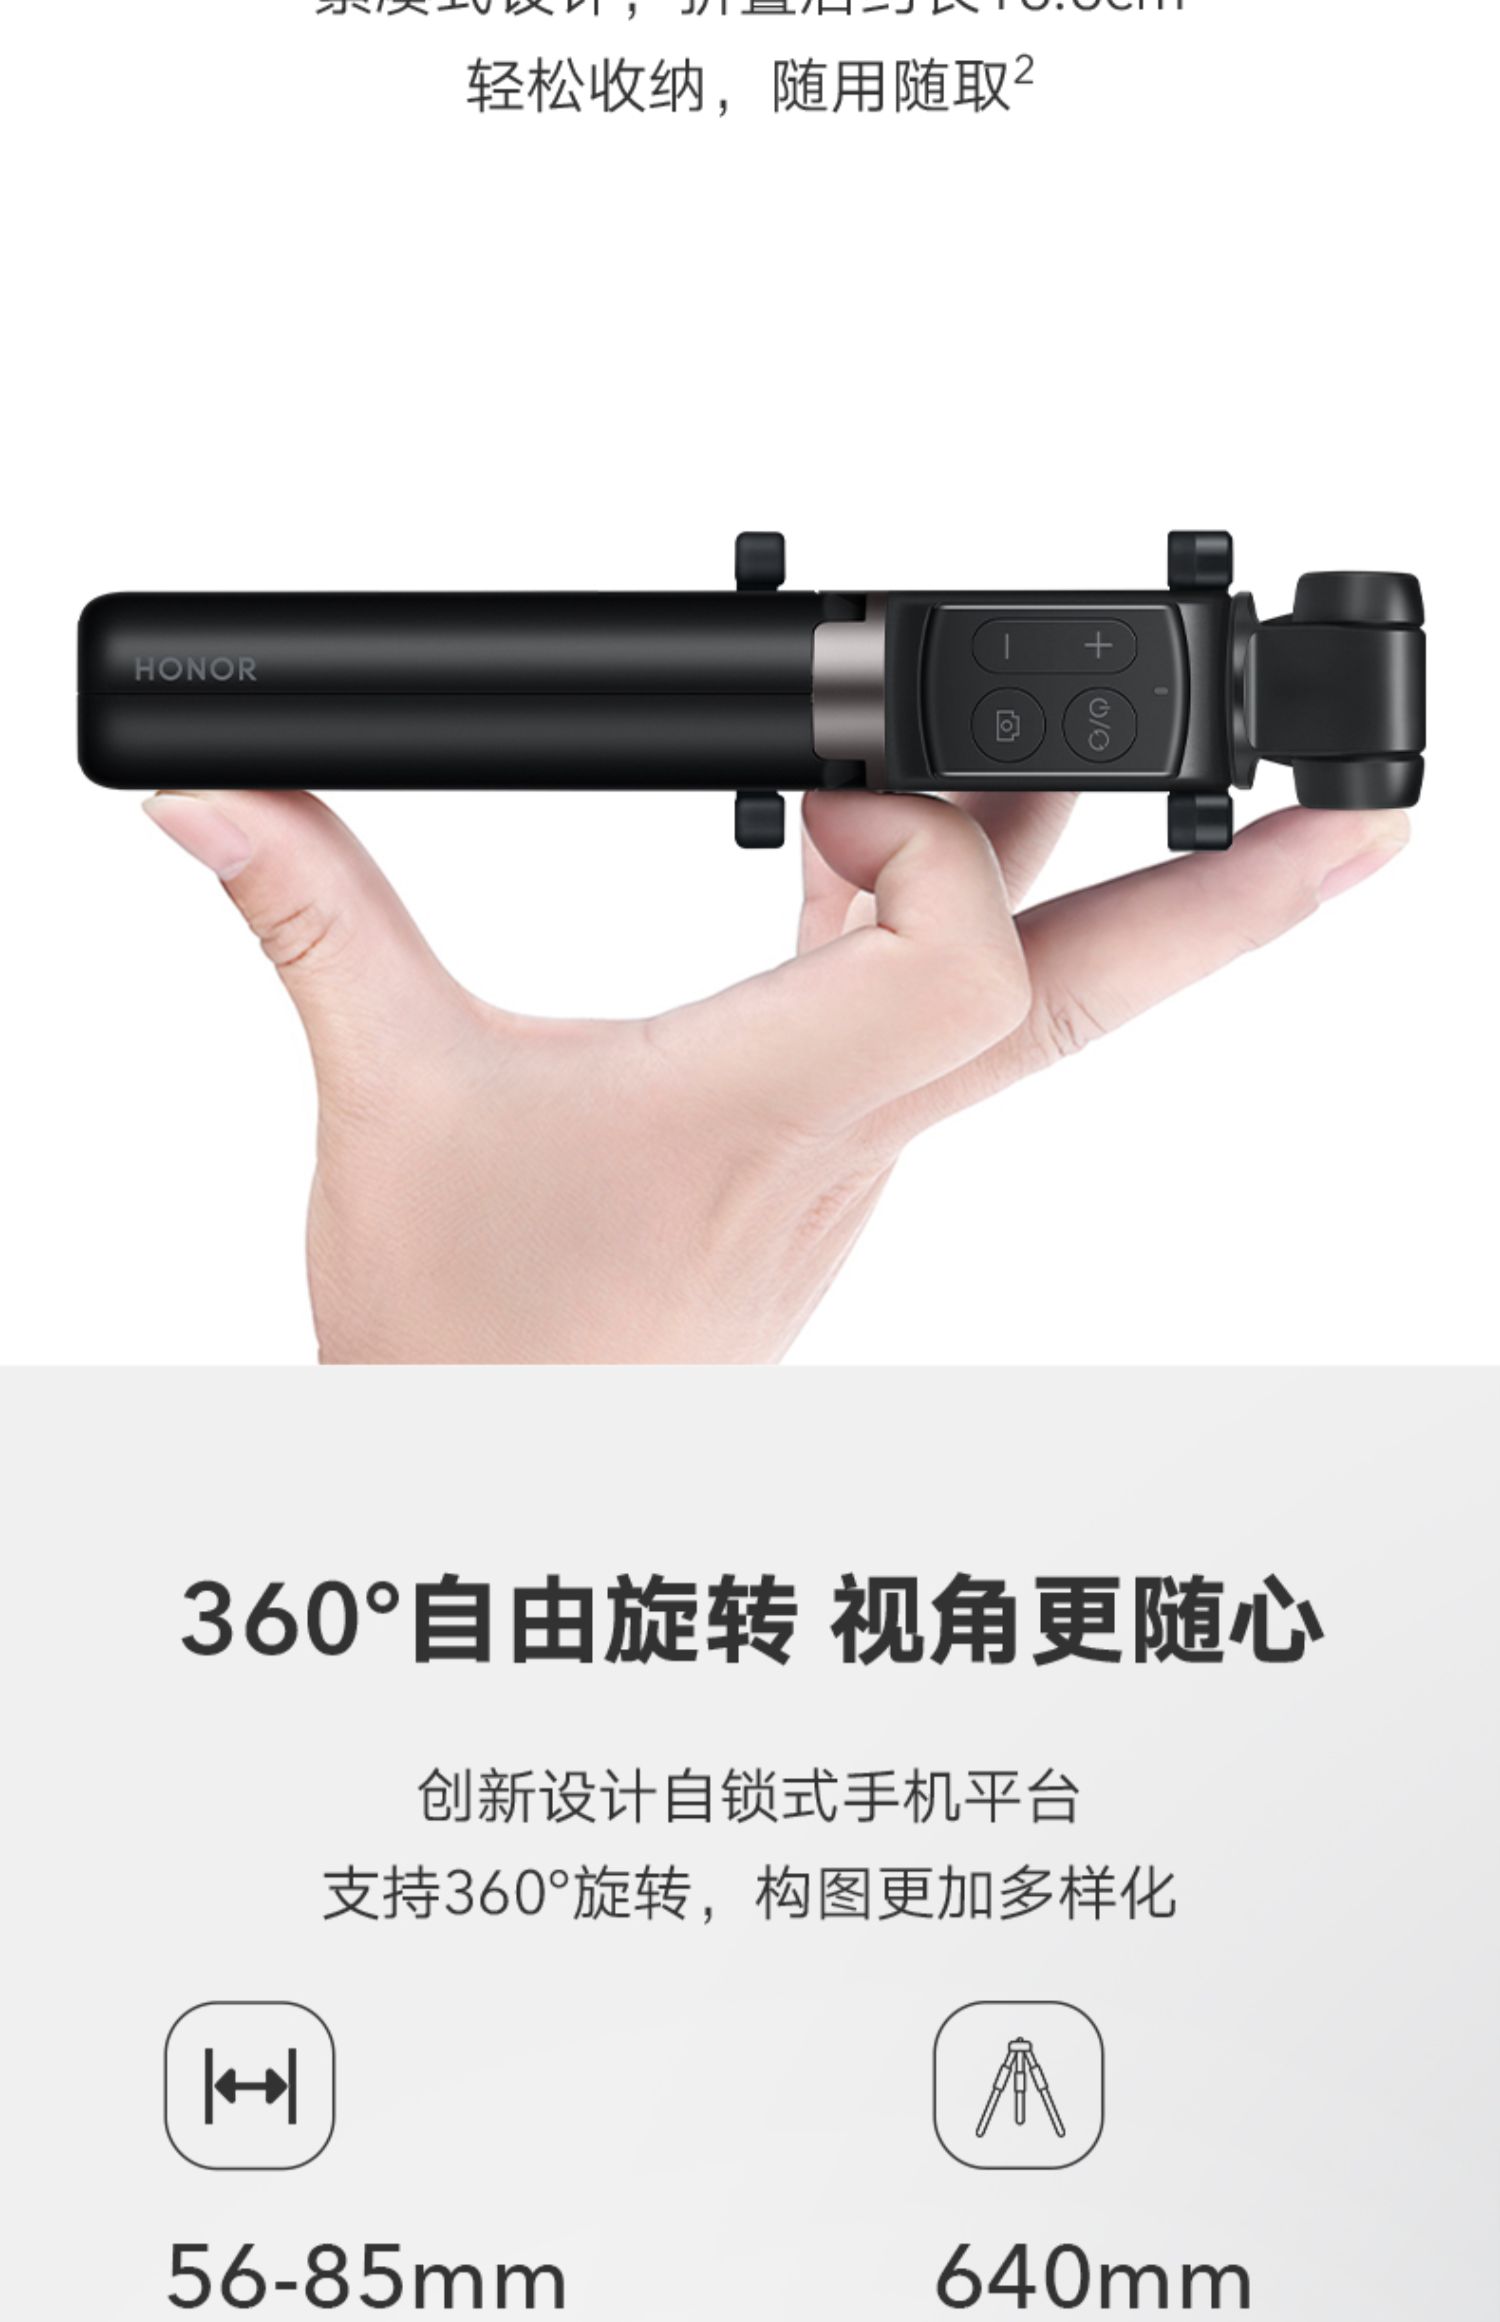 轻松收纳，随用随取²
HONOR
360°自由旋转 视角更随心
创新设计自锁式手机平台
支持360°旋转，构图更加多样化
56-85mm
640mm